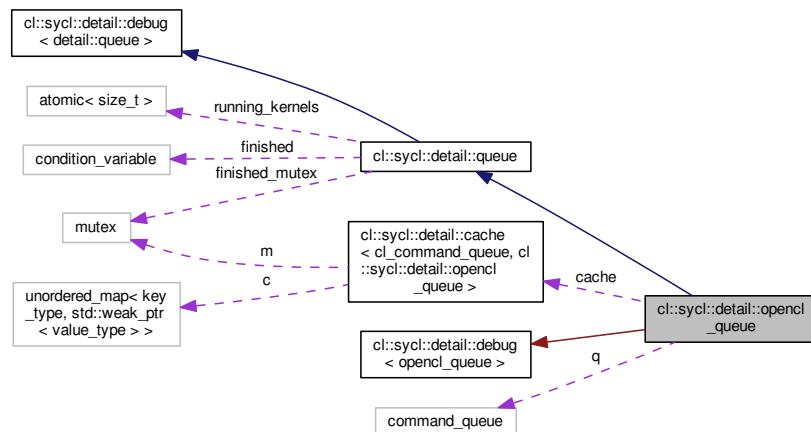 cl::sycl::detail::debug
< detail::queue >
atomic< size_t >
running_kernels
condition_variable
finished
cl::sycl::detail::queue
finished_mutex
mutex
cl::sycl::detail::cache
< cl_command_queue, cl
::sycl::detail::opencl
_queue >
m
c
cache
unordered_map< key
_type, std::weak_ptr
< value_type > >
cl::sycl::detail::opencl
_queue
cl::sycl::detail::debug
< opencl_queue >
q
command_queue